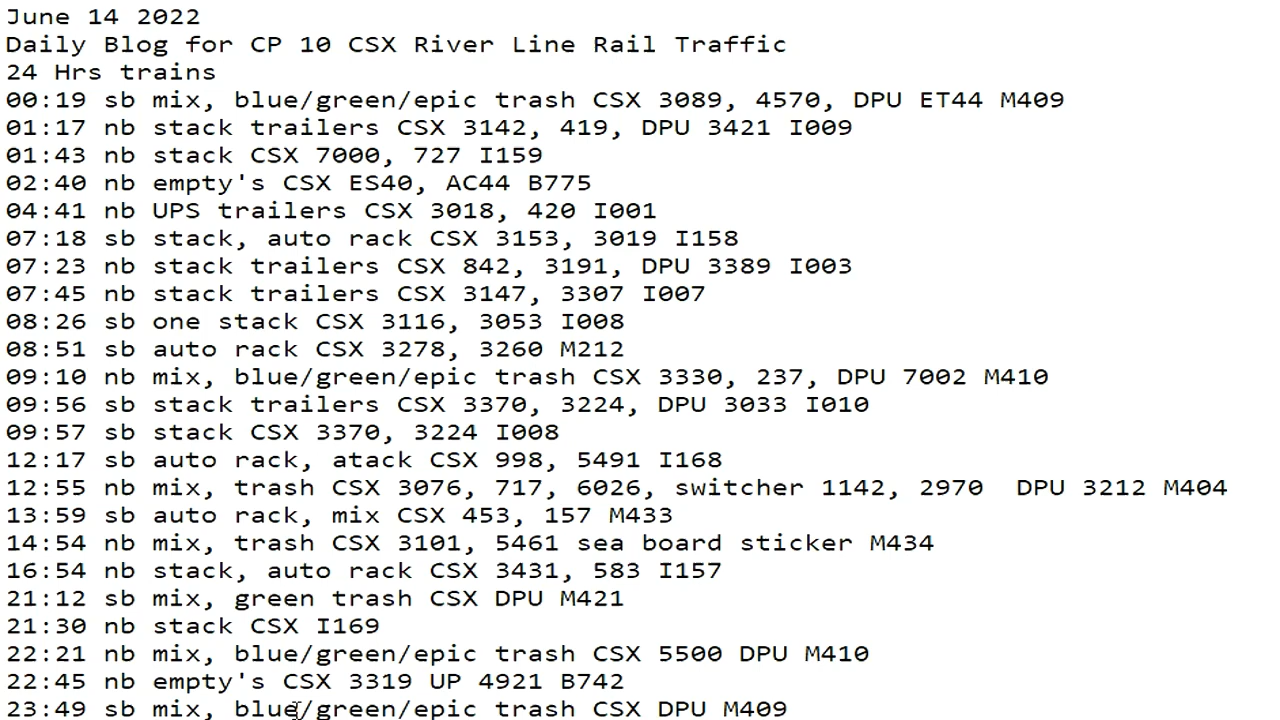 June 14 2022
Daily Blog for CP 10 CSX River Line Rail Traffic
24 Hrs trains
00:19 sb mix, blue/green/epic trash CSX 3089, 4570, DPU ET44 M409
01:17 nb stack trailers CSX 3142, 419, DPU 3421 I009
01:43 nb stack CSX 7000, 727 I159
02:40 nb empty's CSX ES40, AC44 B775
04:41 nb UPS trailers CSX 3018, 420 I001
07:18 sb stack, auto rack CSX 3153, 3019 I158
07:23 nb stack trailers CSX 842, 3191, DPU 3389 I003
07:45 nb stack trailers CSX 3147, 3307 I007
08:26 sb one stack CSX 3116, 3053 I008
08:51 sb auto rack CSX 3278, 3260 M212
09:10 nb mix, blue/green/epic trash CSX 3330, 237, DPU 7002 M410
09:56 sb stack trailers CSX 3370, 3224, DPU 3033 I010
09:57 sb stack CSX 3370, 3224 I008
12:17 sb auto rack, atack CSX 998, 5491 I168
12:55 nb mix, trash CSX 3076, 717, 6026, switcher 1142, 2970  DPU 3212 M404
13:59 sb auto rack, mix CSX 453, 157 M433
14:54 nb mix, trash CSX 3101, 5461 sea board sticker M434
16:54 nb stack, auto rack CSX 3431, 583 I157
21:12 sb mix, green trash CSX DPU M421
21:30 nb stack CSX I169
22:21 nb mix, blue/green/epic trash CSX 5500 DPU M410
22:45 nb empty's CSX 3319 UP 4921 B742
23:49 sb mix, blue/green/epic trash CSX DPU M409